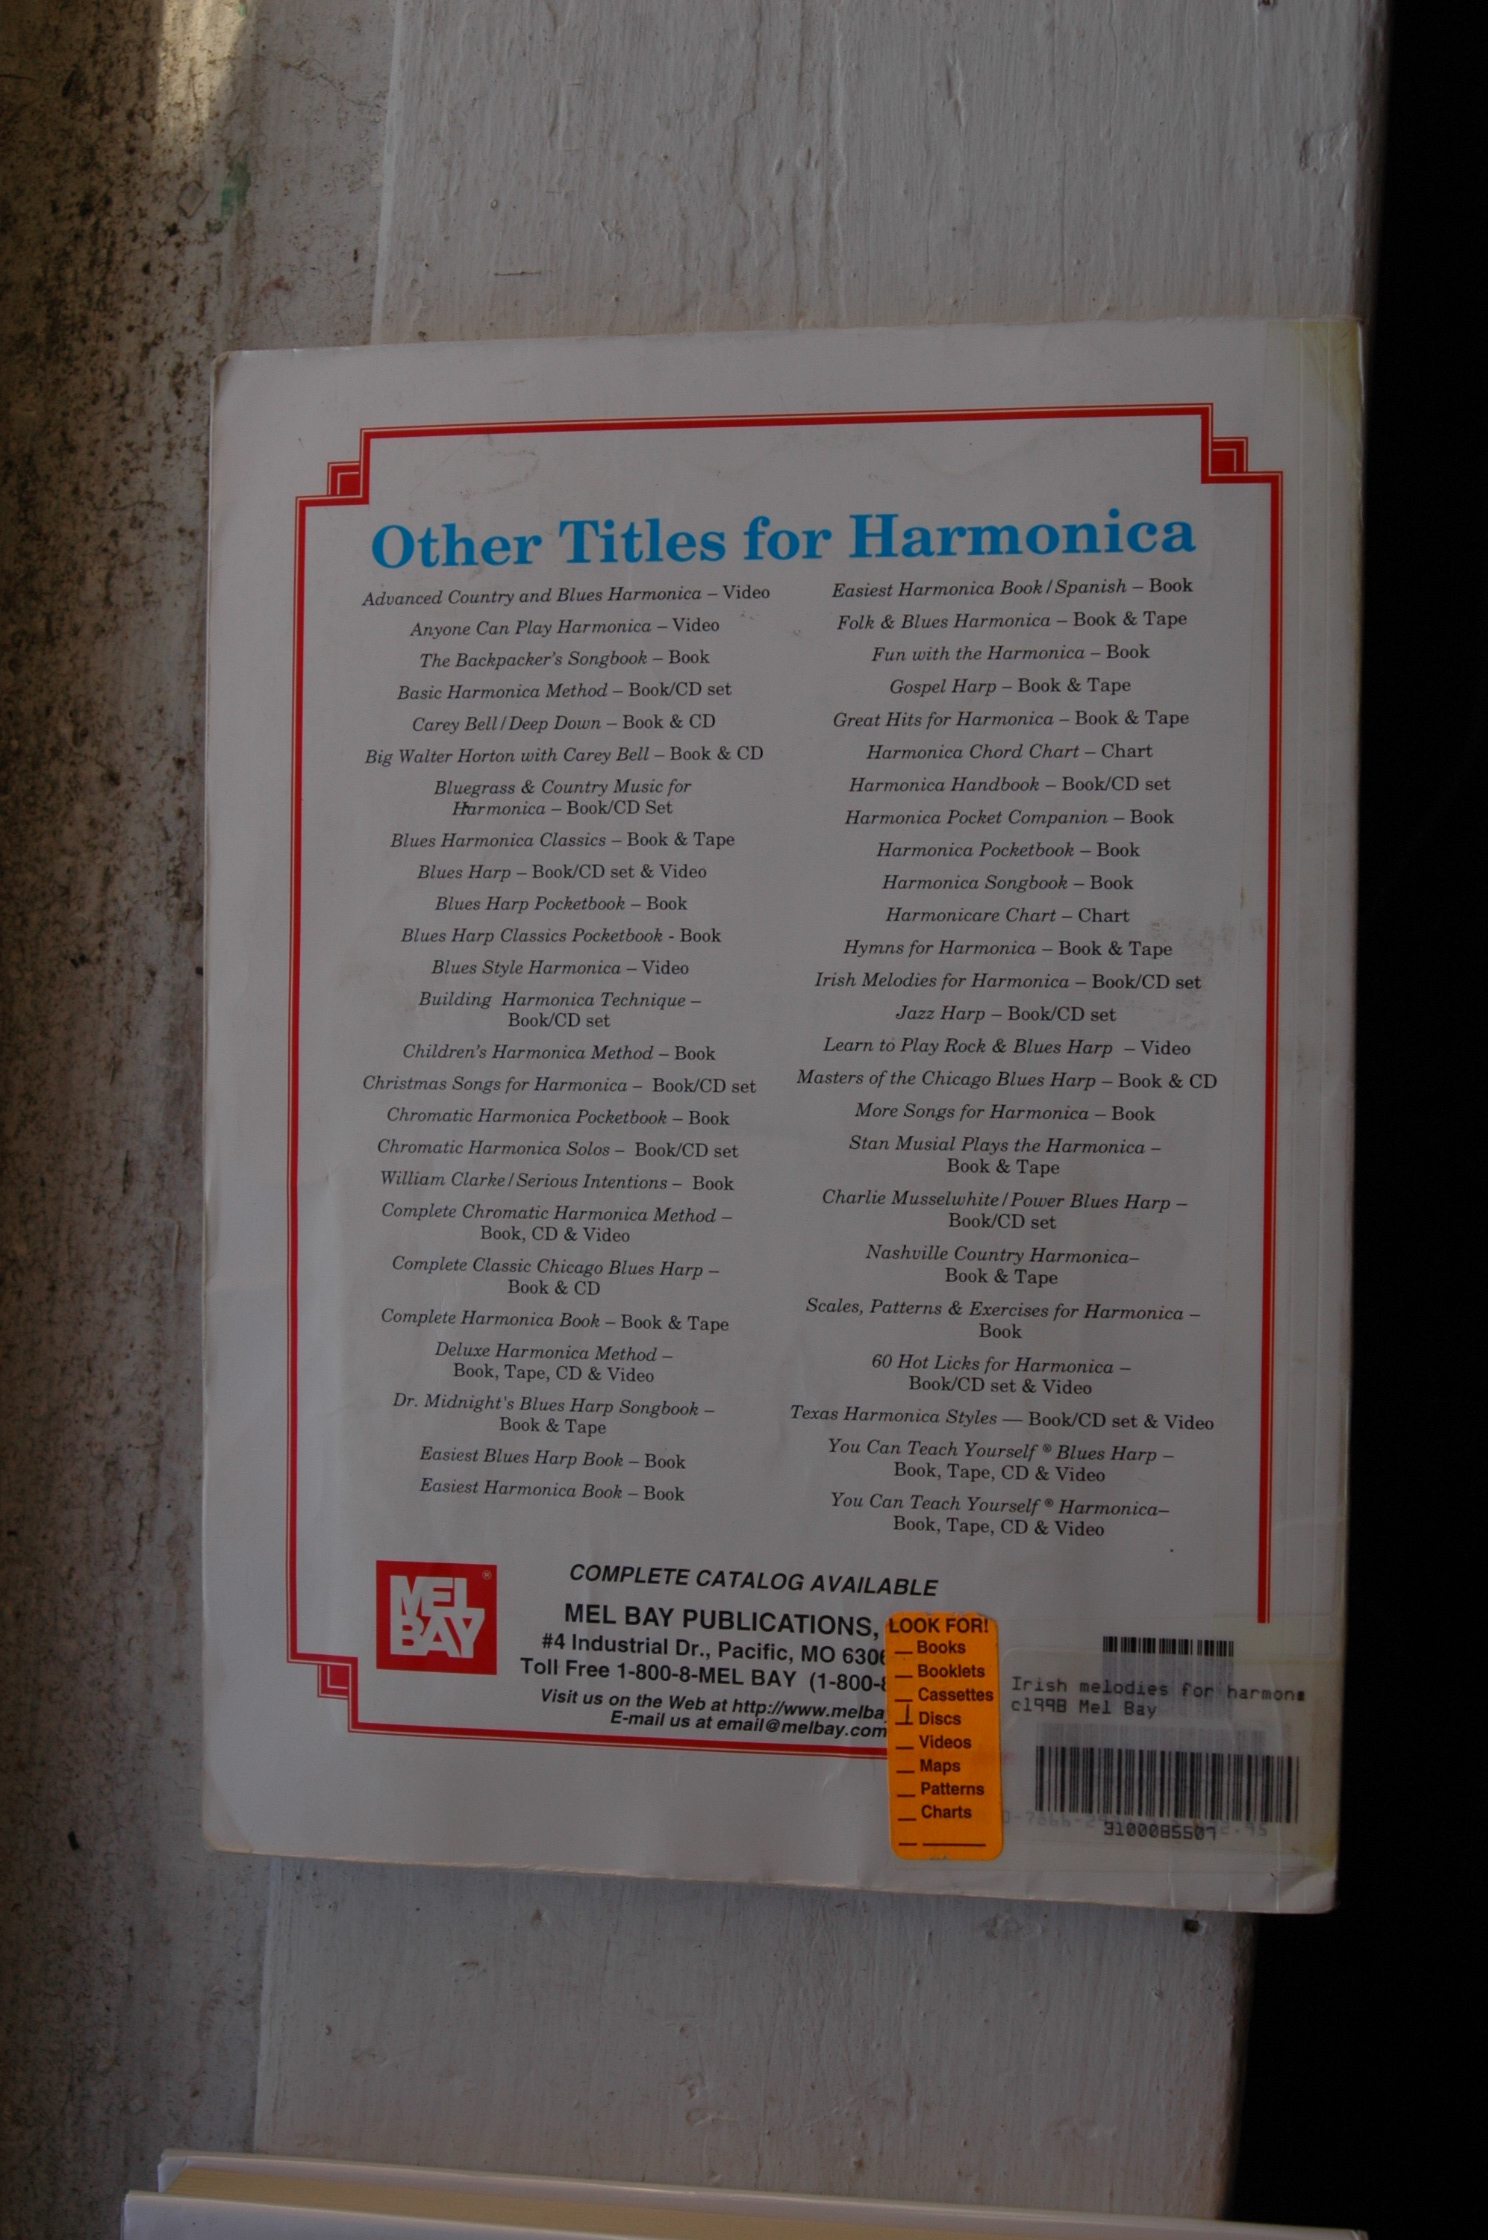 Other Titles for Harmonica
Advanced Country and Blues Harmonica – Video
Anyone Can Play Harmonica – Video
The Backpacker's Songbook – Book
Basic Harmonica Method – Book/CD set
Carey Bell/Deep Down – Book & CD
Big Walter Horton with Carey Bell – Book & CD
Bluegrass & Country Music for
Harmonica – Book/CD Set
Blues Harmonica Classics – Book & Tape
Blues Harp – Book/CD set & Video
Blues Harp Pocketbook – Book
Blues Harp Classics Pocketbook - Book
Blues Style Harmonica – Video
Building Harmonica Technique –
Book/CD set
Children's Harmonica Method – Book
Christmas Songs for Harmonica – Book/CD set
Chromatic Harmonica Pocketbook – Book
Chromatic Harmonica Solos – Book/CD set
William Clarke/Serious Intentions – Book
Complete Chromatic Harmonica Method –
Book, CD & Video
Complete Classic Chicago Blues Harp –
Book & CD
Complete Harmonica Book – Book & Tape
Deluxe Harmonica Method –
Book, Tape, CD & Video
Dr. Midnight's Blues Harp Songbook –
Book & Tape
Easiest Blues Harp Book – Book
Easiest Harmonica Book – Book
Easiest Harmonica Book/Spanish – Book
Folk & Blues Harmonica – Book & Tape
Fun with the Harmonica – Book
Gospel Harp – Book & Tape
Great Hits for Harmonica – Book & Tape
Harmonica Chord Chart – Chart
Harmonica Handbook – Book/CD set
Harmonica Pocket Companion – Book
Harmonica Pocketbook – Book
Harmonica Songbook – Book
Harmonicare Chart – Chart
Hymns for Harmonica – Book & Tape
Irish Melodies for Harmonica – Book/CD set
Jazz Harp – Book/CD set
Learn to Play Rock & Blues Harp – Video
Masters of the Chicago Blues Harp – Book & CD
More Songs for Harmonica – Book
Stan Musial Plays the Harmonica –
Book & Tape
Charlie Musselwhite/Power Blues Harp –
Book/CD set
Nashville Country Harmonica–
Book & Tape
Scales, Patterns & Exercises for Harmonica –
Book
60 Hot Licks for Harmonica –
Book/CD set & Video
Texas Harmonica Styles — Book/CD set & Video
You Can Teach Yourself® Blues Harp –
Book, Tape, CD & Video
You Can Teach Yourself® Harmonica–
Book, Tape, CD & Video
MEL
BAY ®
COMPLETE CATALOG AVAILABLE
MEL BAY PUBLICATIONS,
#4 Industrial Dr., Pacific, MO 6306
Toll Free 1-800-8-MEL BAY (1-800-8
Visit us on the Web at http://www.melba
E-mail us at email@melbay.com
LOOK FOR!
Books
Booklets
Cassettes
1 Discs
Videos
Maps
Patterns
Charts
Irish melodies for harmon
c1998 Mel Bay
3100085507